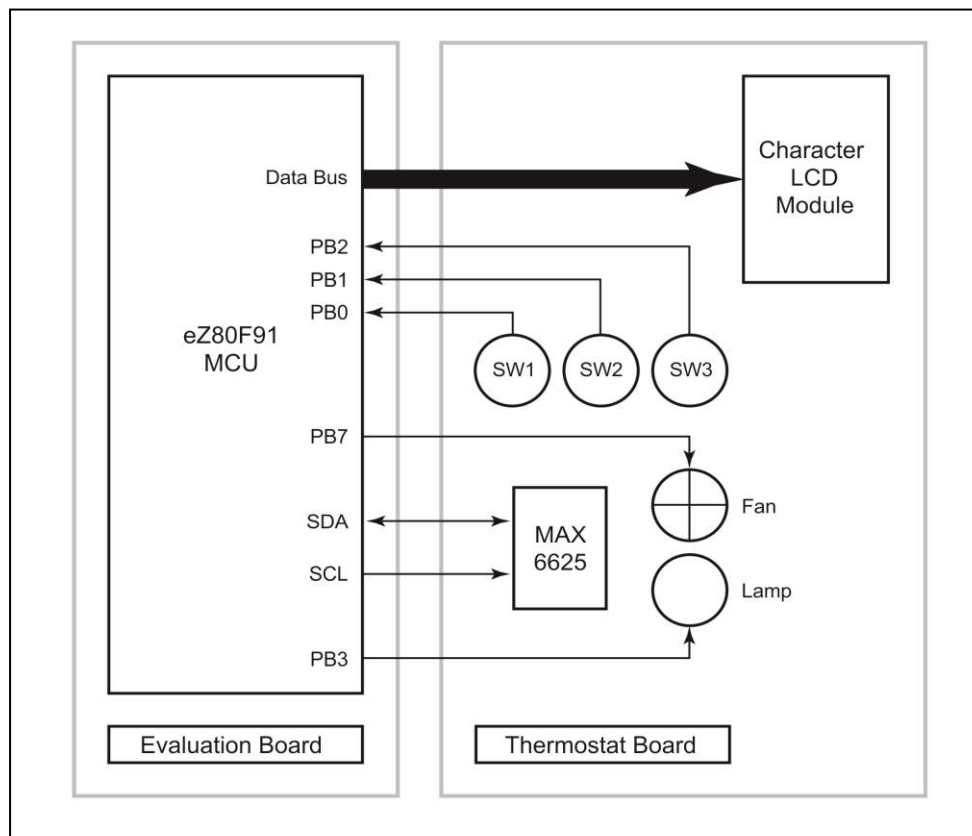 Data Bus
Character
LCD
Module
PB2
PB1
PB0
eZ80F91
MCU
SW1
SW2
SW3
PB7
Fan
SDA
MAX
6625
SCL
Lamp
PB3
Evaluation Board
Thermostat Board